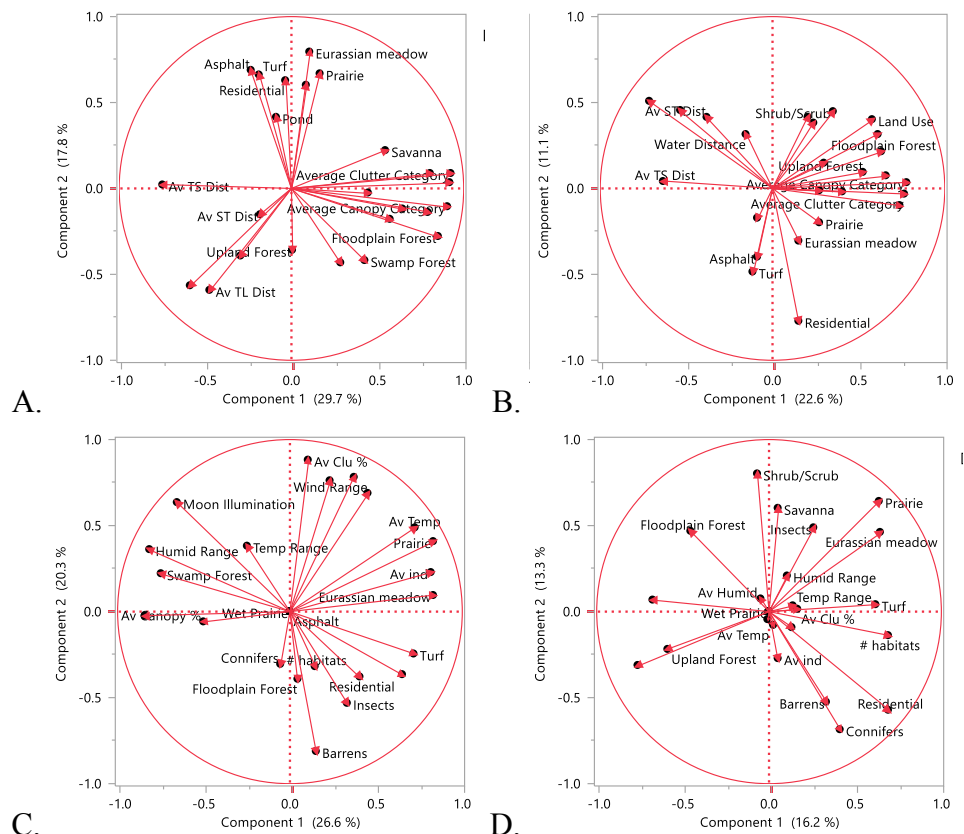 1.0
Eurassian meadow
Asphalt
Turf
Prairie
Residential
0.5
Pond
Savanna
Average Clutter Category
0.0
Av TS Dist
Average Canopy Category
Av ST Dist
Floodplain Forest
Upland Forest
Swamp Forest
-0.5
Av TL Dist
-1.0
Component 2 (17.8 %)
-1.0 -0.5 0.0 0.5 1.0
Component 1 (29.7 %)
A.
1.0
0.5
Av ST Dist
Shrub/Scrub
Land Use
Water Distance
Floodplain Forest
Upland Forest
Av TS Dist
Average Canopy Category
0.0
Average Clutter Category
Prairie
Eurassian meadow
Asphalt
Turf
-0.5
Residential
-1.0
Component 2 (11.1 %)
-1.0 -0.5 0.0 0.5 1.0
Component 1 (22.6 %)
B.
1.0
Av Clu %
Wind Range
Moon Illumination
0.5
Av Temp
Prairie
Humid Range
Temp Range
Swamp Forest
Av ind
Eurassian meadow
0.0
Av Canopy %
Wet Prairie
Asphalt
Connifers
# habitats
Turf
Floodplain Forest
Residential
Insects
-0.5
Barrens
-1.0
Component 2 (20.3 %)
-1.0 -0.5 0.0 0.5 1.0
Component 1 (26.6 %)
C.
1.0
Shrub/Scrub
Prairie
Savanna
Floodplain Forest
Insects
0.5
Eurassian meadow
Humid Range
Av Humid
Temp Range
Turf
0.0
Wet Prairie
Av Clu %
Av Temp
# habitats
Upland Forest
Av ind
-0.5
Barrens
Residential
Connifers
-1.0
Component 2 (13.3 %)
-1.0 -0.5 0.0 0.5 1.0
Component 1 (16.2 %)
D.